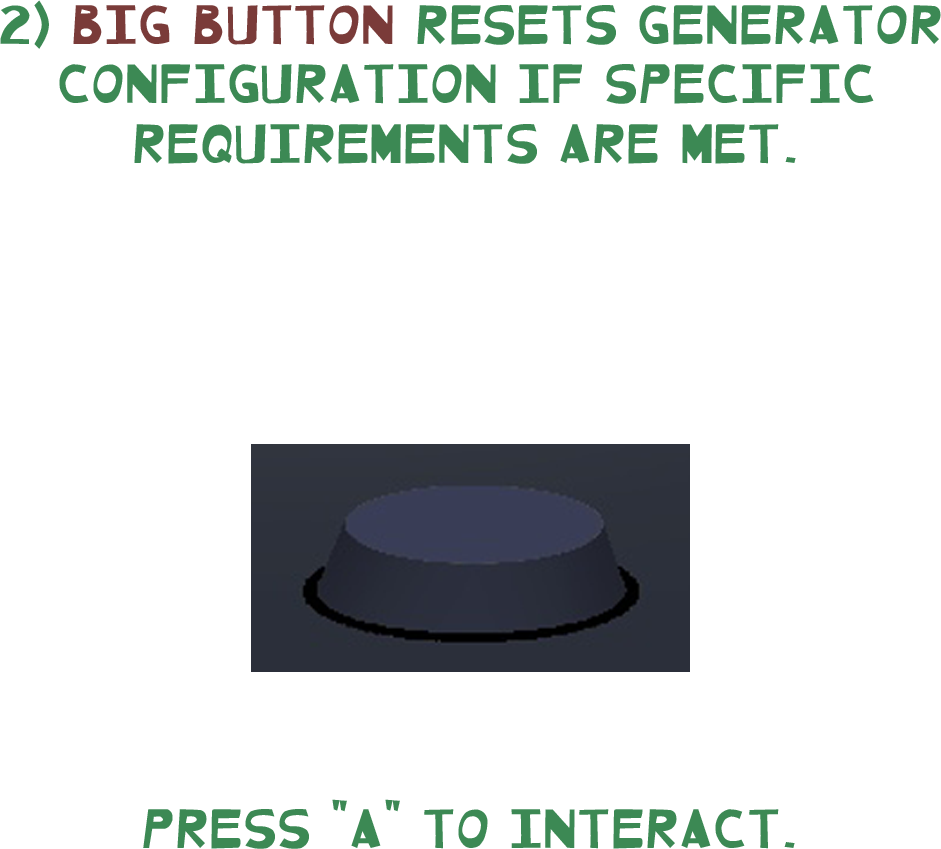 2) BIG BUTTON RESETS GENERATOR
CONFIGURATION IF SPECIFIC
REQUIREMENTS ARE MET.
PRESS "A" TO INTERACT.